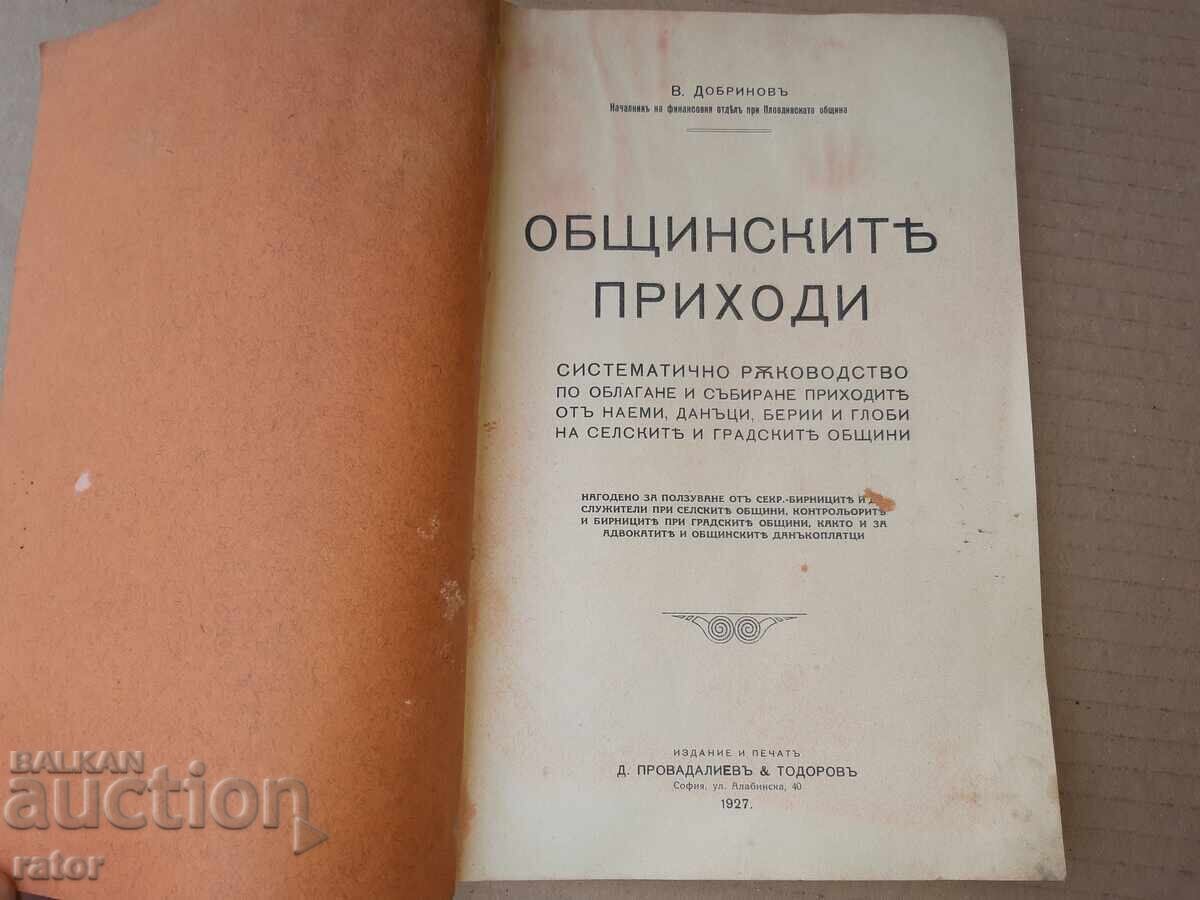 В. Добриновъ
Началникъ на финансовия отдѣлъ при Пловдивската община
ОБЩИНСКИТѢ
ПРИХОДИ
СИСТЕМАТИЧНО РѪКОВОДСТВО
ПО ОБЛАГАНЕ И СЪБИРАНЕ ПРИХОДИТѢ
ОТЪ НАЕМИ, ДАНЪЦИ, БЕРИИ И ГЛОБИ
НА СЕЛСКИТѢ И ГРАДСКИТѢ ОБЩИНИ
НАГОДЕНО ЗА ПОЛЗУВАНЕ ОТЪ СЕКР.-БИРНИЦИТѢ И
СЛУЖИТЕЛИ ПРИ СЕЛСКИТѢ ОБЩИНИ, КОНТРОЛЬОРИТѢ
И БИРНИЦИТѢ ПРИ ГРАДСКИТѢ ОБЩИНИ, КАКТО И ЗА
АДВОКАТИТѢ И ОБЩИНСКИТѢ ДАНЪКОПЛАТЦИ
ИЗДАНИЕ И ПЕЧАТЪ
Д. ПРОВАДАЛИЕВЪ & ТОДОРОВЪ
София, ул. Алабинска, 40
1927.
BALKAN
auction
rator